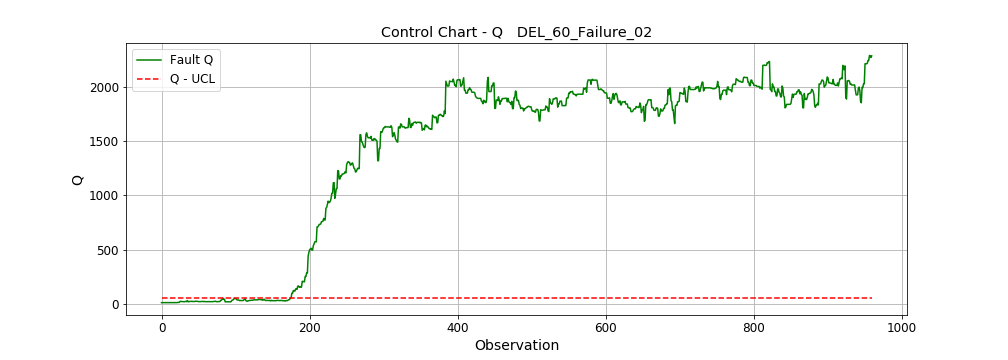 Control Chart - Q   DEL_60_Failure_02
Fault Q
Q - UCL
Q
2000
1500
1000
500
0
0 200 400 600 800 1000
Observation